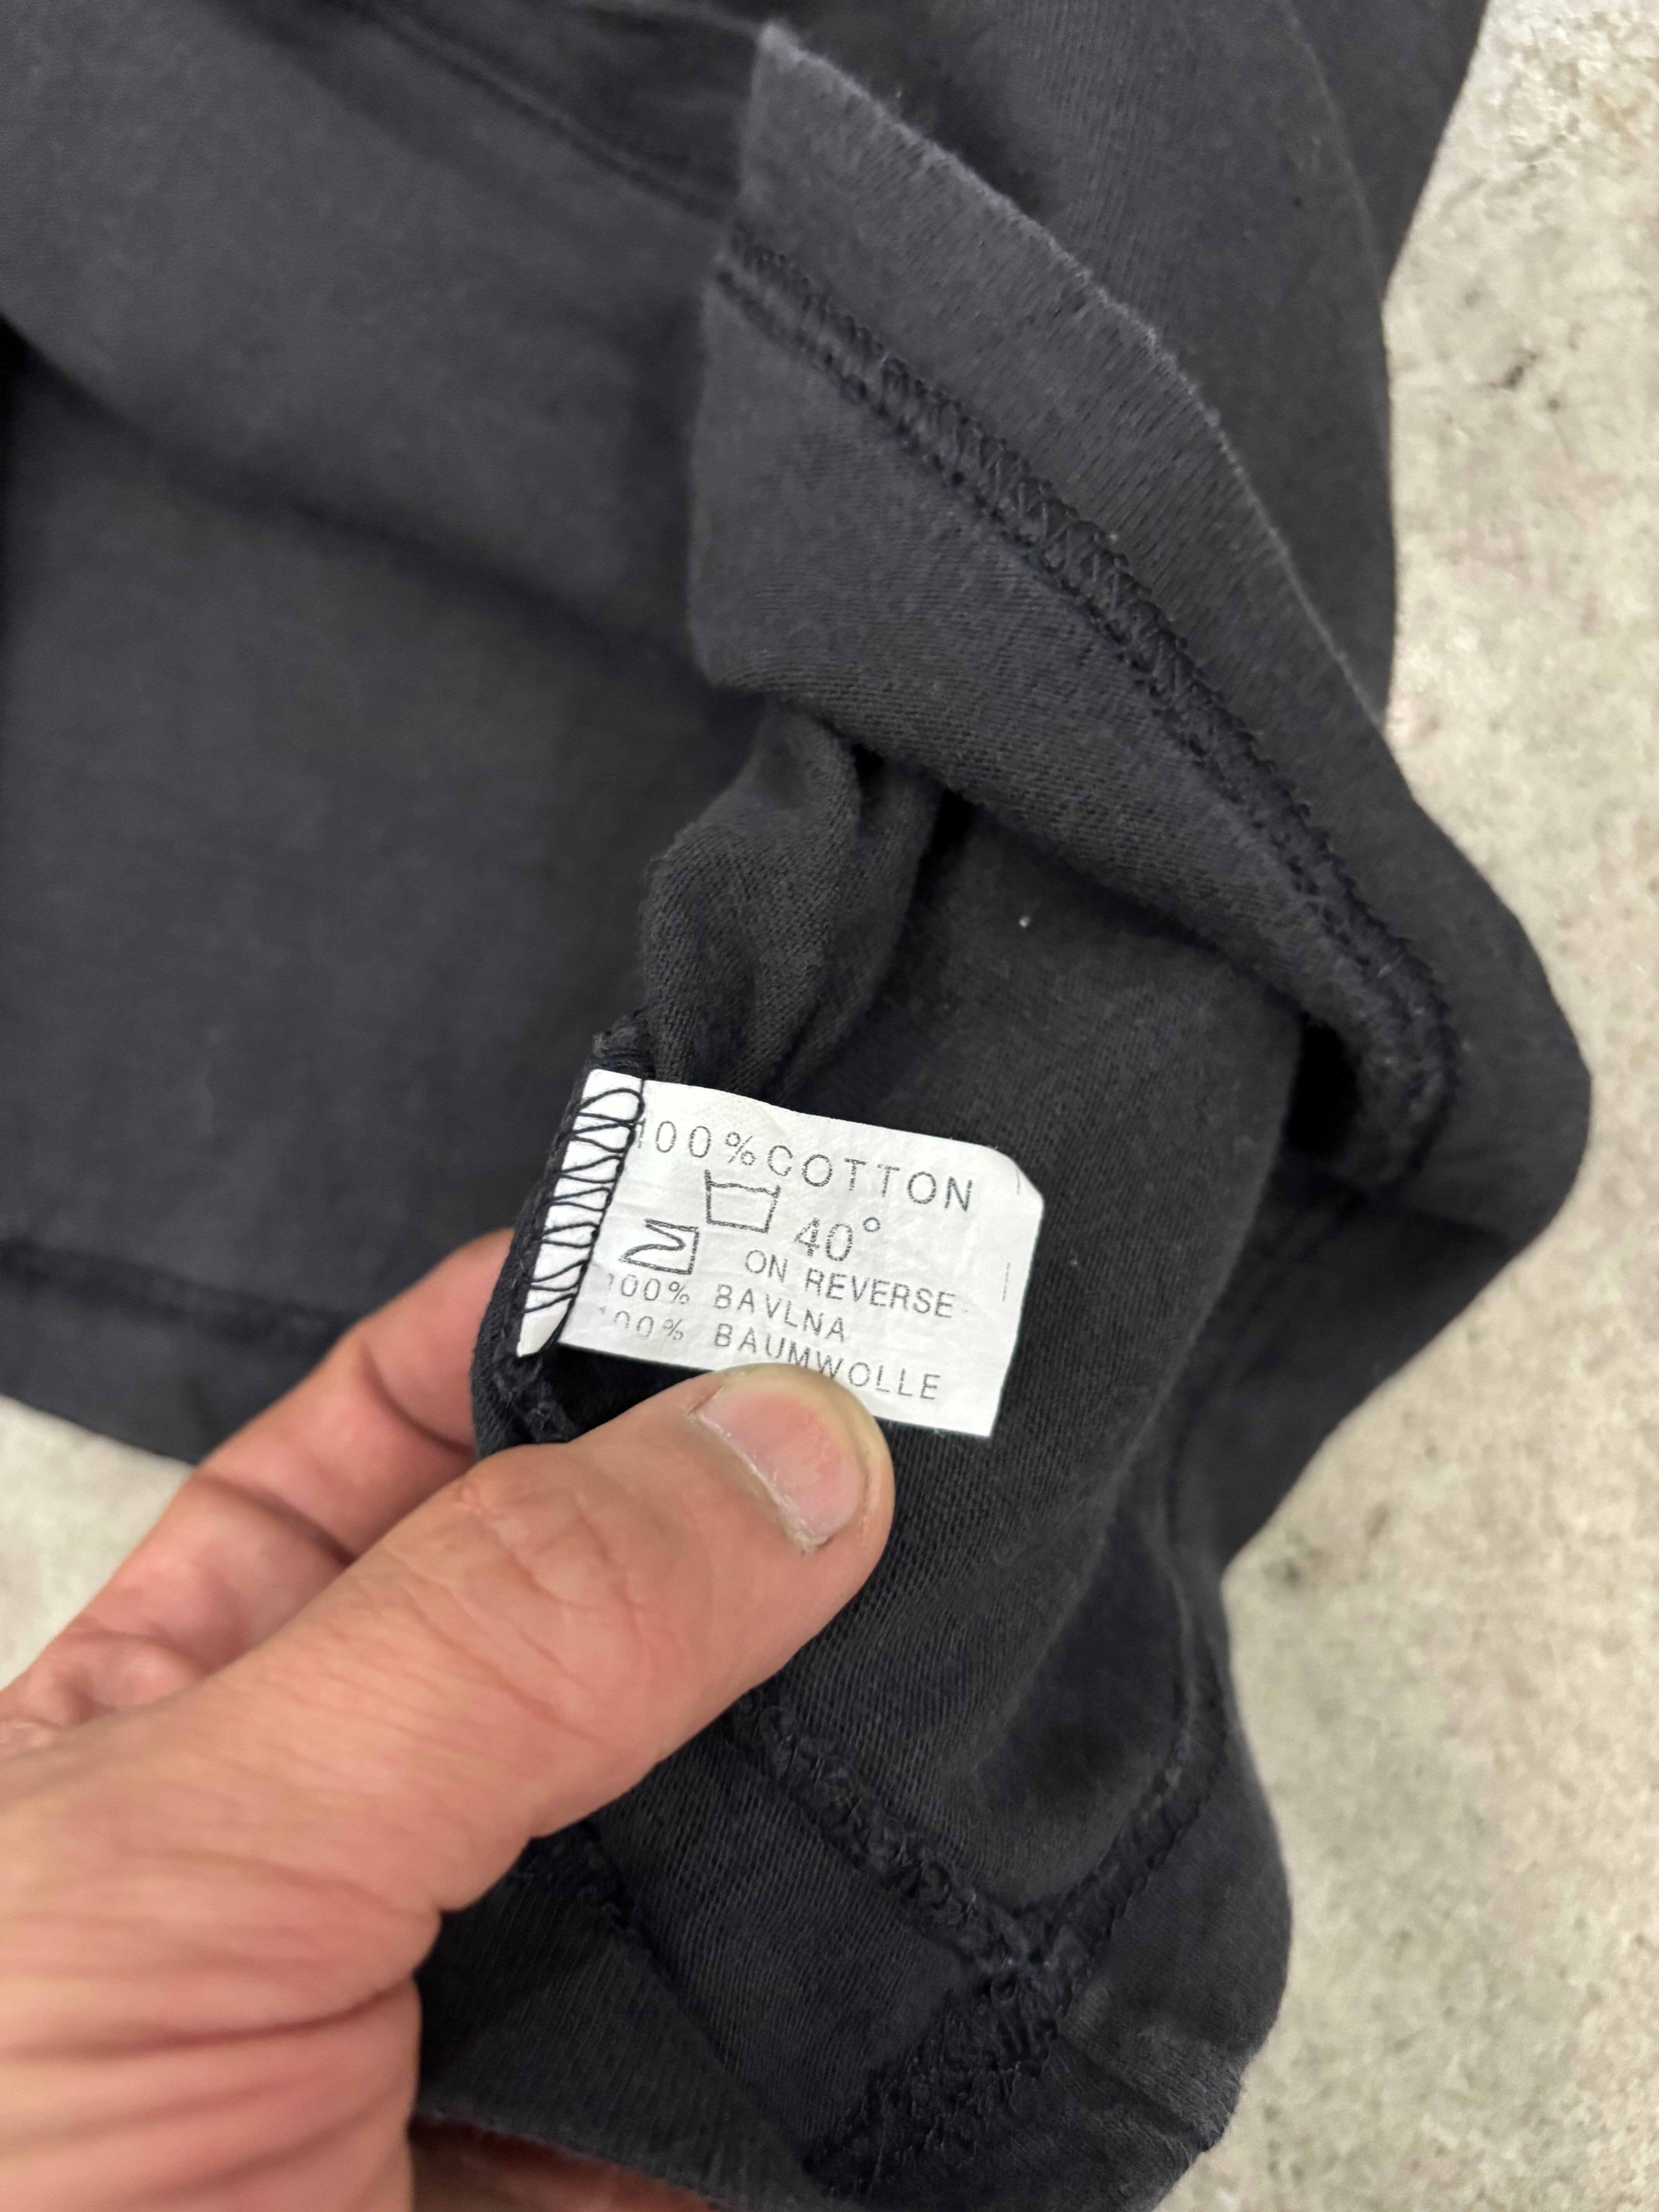 100% COTTON
40°
ON REVERSE
100% BAVLNA
100% BAUMWOLLE